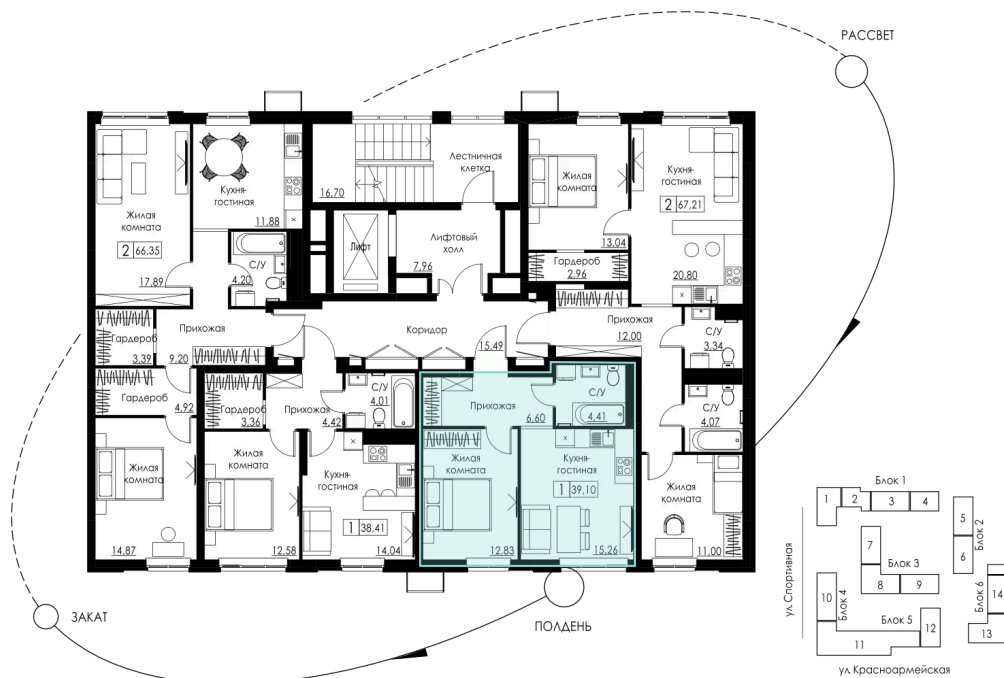 РАССВЕТ
Жилая
комната
2 66,35
17.89
Кухня-
гостиная
11.88
С/У
4.20
16.70
Лестничная
клетка
Лифт
Лифтовый
холл
7.96
Жилая
комната
13.04
Гардероб
2.96
Кухня-
гостиная
2 67,21
20.80
Гардероб
3.39
Прихожая
9.20
Коридор
15.49
Прихожая
12.00
С/У
3.34
Гардероб
4.92
Гардероб
3.36
Прихожая
4.42
С/У
4.01
Прихожая
6.60
С/У
4.41
С/У
4.07
Жилая
комната
14.87
Жилая
комната
12.58
Кухня-
гостиная
1 38,41
14.04
Жилая
комната
12.83
Кухня-
гостиная
1 39,10
15.26
Жилая
комната
11.00
ЗАКАТ
ПОЛДЕНЬ
Блок 1
1
2
3
4
5
6
Блок 2
7
Блок 3
8
9
10
Блок 4
Блок 5
11
12
Блок 6
14
13
ул. Спортивная
ул. Красноармейская